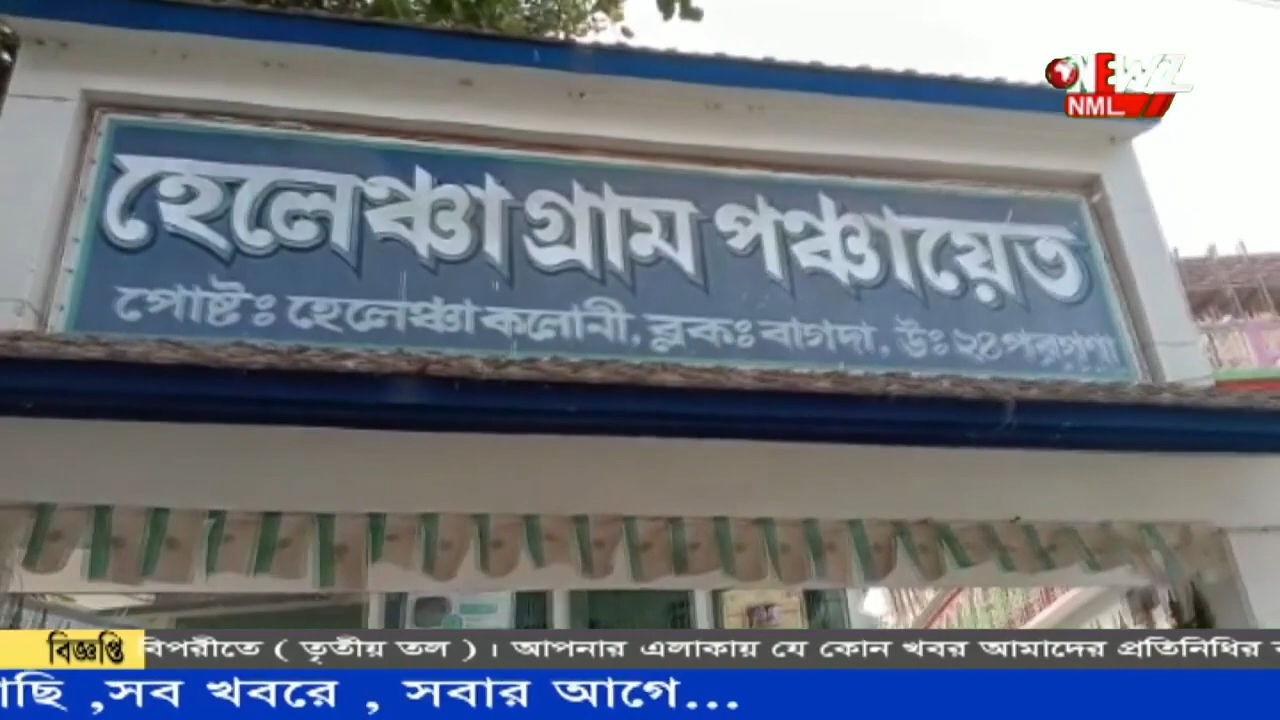 NEWZ
NML
হেলেঞ্চা গ্রাম পঞ্চায়েত
পোষ্টঃ হেলেঞ্চা কলোনী, ব্লকঃ বাগদা, উঃ ২৪ পরগণা
বিজ্ঞপ্তি বিপরীতে ( তৃতীয় তল ) । আপনার এলাকায় যে কোন খবর আমাদের প্রতিনিধির
ছি ,সব খবরে , সবার আগে...